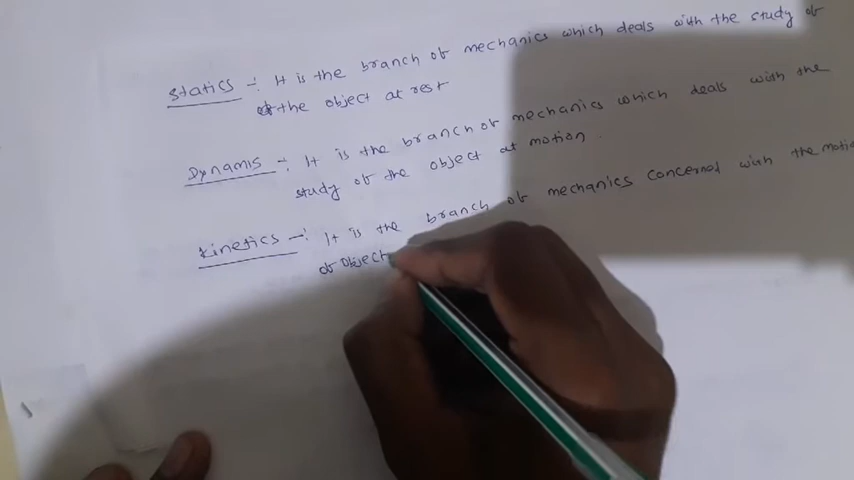 Statics -: It is the branch of mechanics which deals with the study of
the object at rest
Dynamis -: It is the branch of mechanics which deals with the
study of the object at motion
Kinetics -: It is the branch of mechanics concerned with the motio
of object